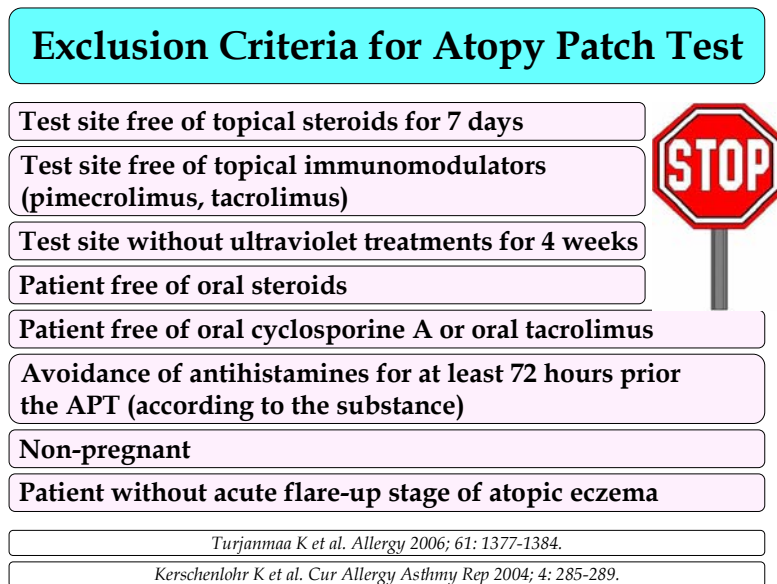 Exclusion Criteria for Atopy Patch Test
Test site free of topical steroids for 7 days
STOP
Test site free of topical immunomodulators
(pimecrolimus, tacrolimus)
Test site without ultraviolet treatments for 4 weeks
Patient free of oral steroids
Patient free of oral cyclosporine A or oral tacrolimus
Avoidance of antihistamines for at least 72 hours prior
the APT (according to the substance)
Non-pregnant
Patient without acute flare-up stage of atopic eczema
Turjanmaa K et al. Allergy 2006; 61: 1377-1384.
Kerschenlohr K et al. Cur Allergy Asthmy Rep 2004; 4: 285-289.